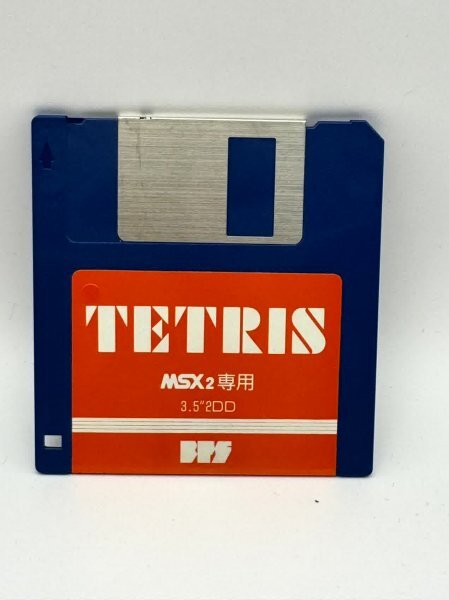 TETRIS
MSX2専用
3.5"2DD
BPS